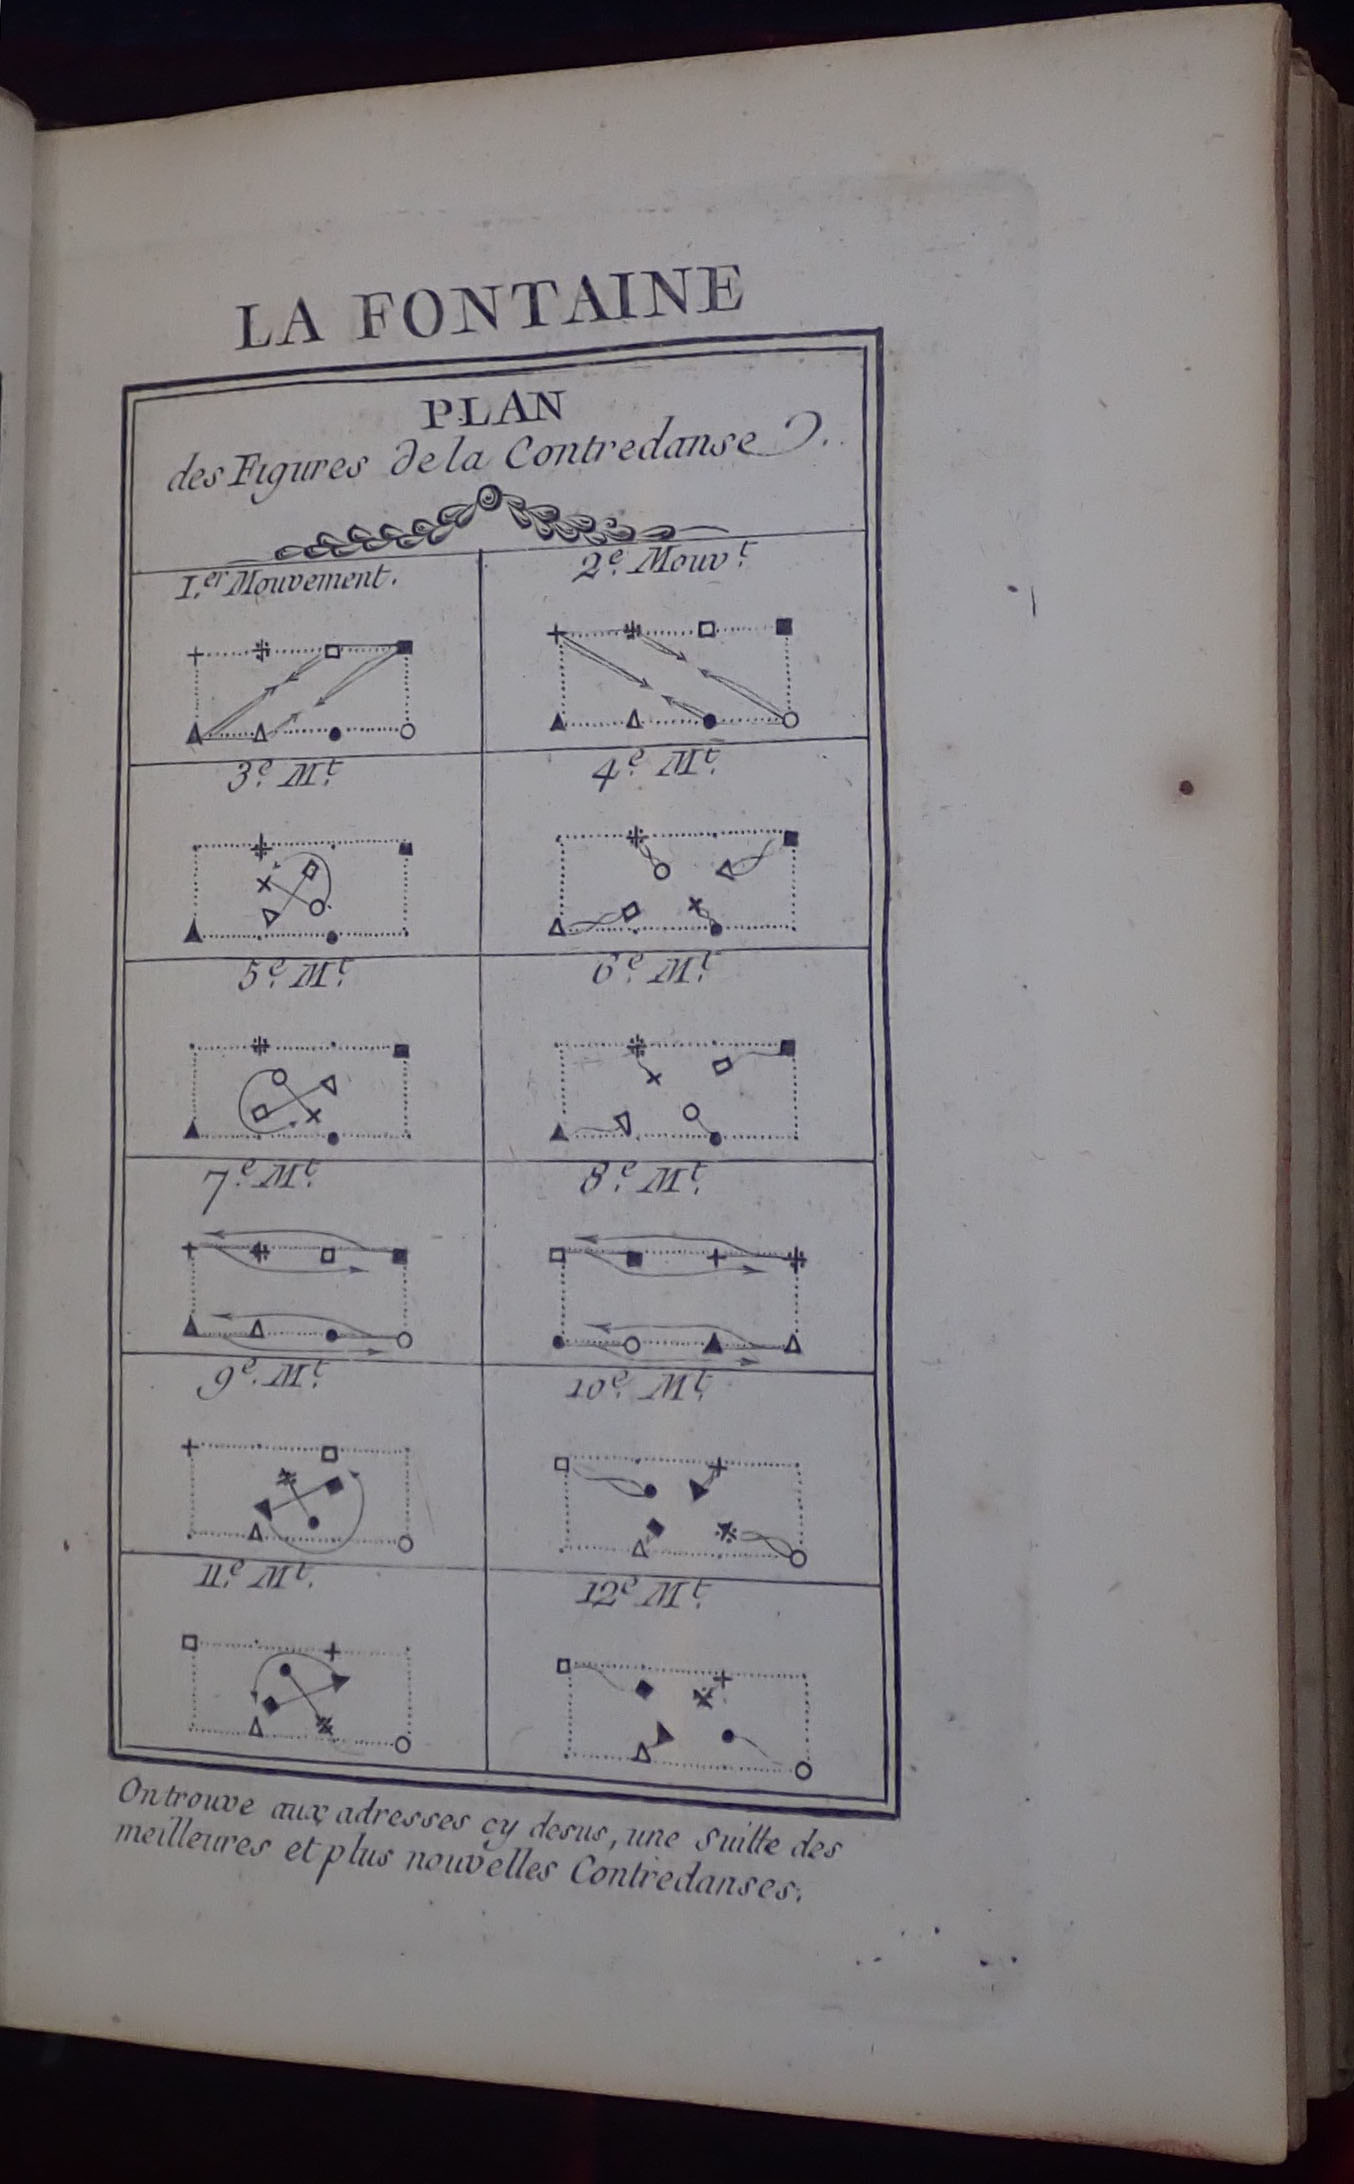 LA FONTAINE
PLAN
des Figures de la Contredanse
1.er Mouvement.
2.e Mouv.t
3.e M.t
4.e M.t
5.e M.t
6.e M.t
7.e M.t
8.e M.t
9.e M.t
10.e M.t
11.e M.t
12.e M.t
On trouve aux adresses cy desus, une Suitte des
meilleures et plus nouvelles Contredanses.